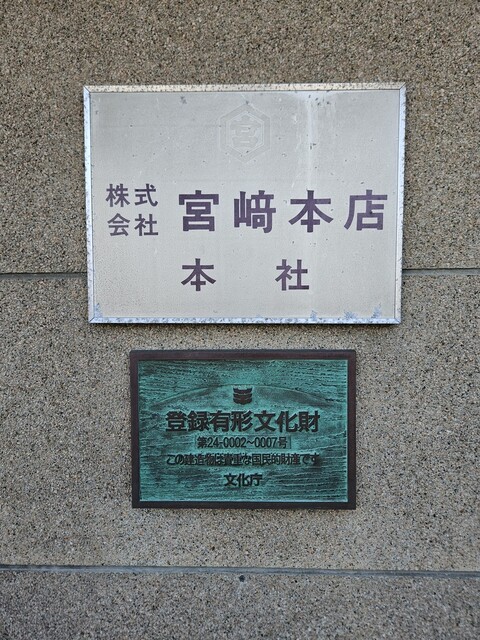 株式会社 宮﨑本店
本社
登録有形文化財
第24-0002~0007号
この建造物は貴重な国民的財産です
文化庁